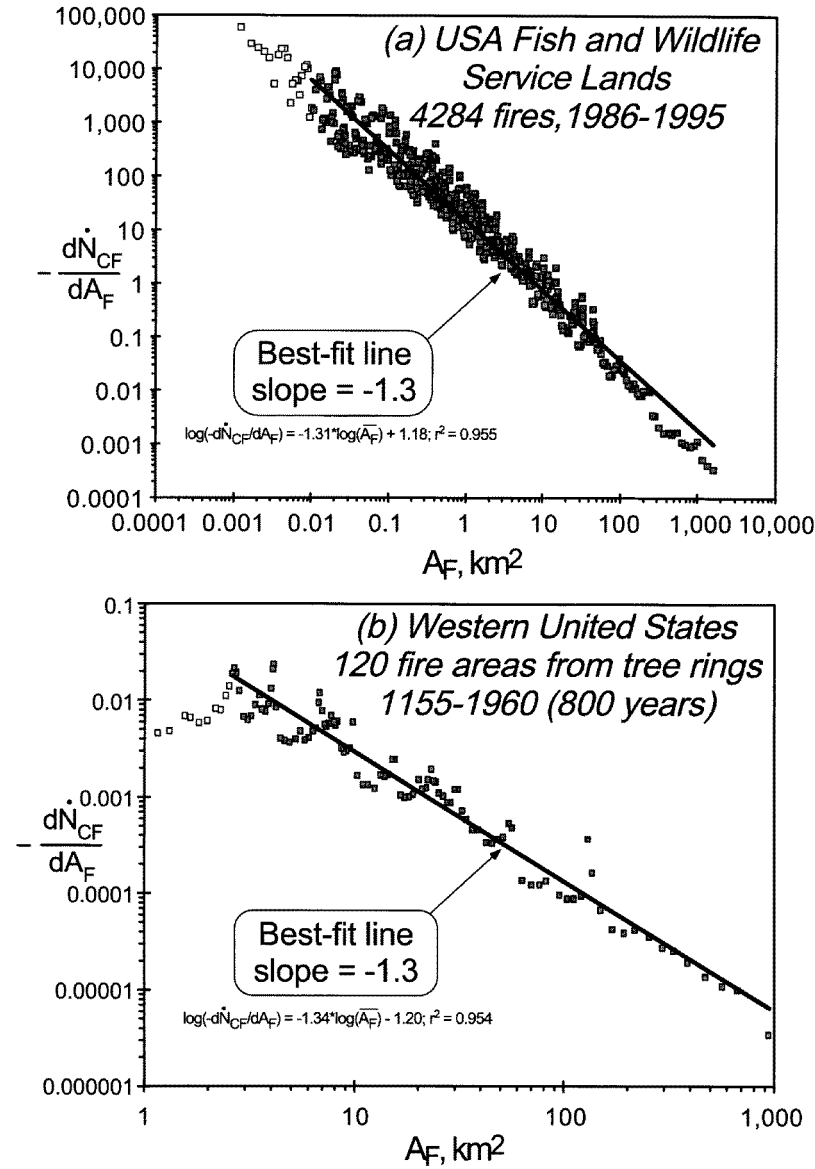 (a) USA Fish and Wildlife
Service Lands
4284 fires,1986-1995
100,000
10,000
1,000
100
10
1
0.1
0.01
0.001
0.0001
- dṄCF
dAF
Best-fit line
slope = -1.3
log(-dṄCF/dAF) = -1.31*log(A̅F̅) + 1.18; r² = 0.955
0.0001 0.001 0.01 0.1 1 10 100 1,000 10,000
AF, km²
(b) Western United States
120 fire areas from tree rings
1155-1960 (800 years)
0.1
0.01
0.001
0.0001
0.00001
0.000001
- dṄCF
dAF
Best-fit line
slope = -1.3
log(-dṄCF/dAF) = -1.34*log(A̅F̅) - 1.20; r² = 0.954
1 10 100 1,000
AF, km²